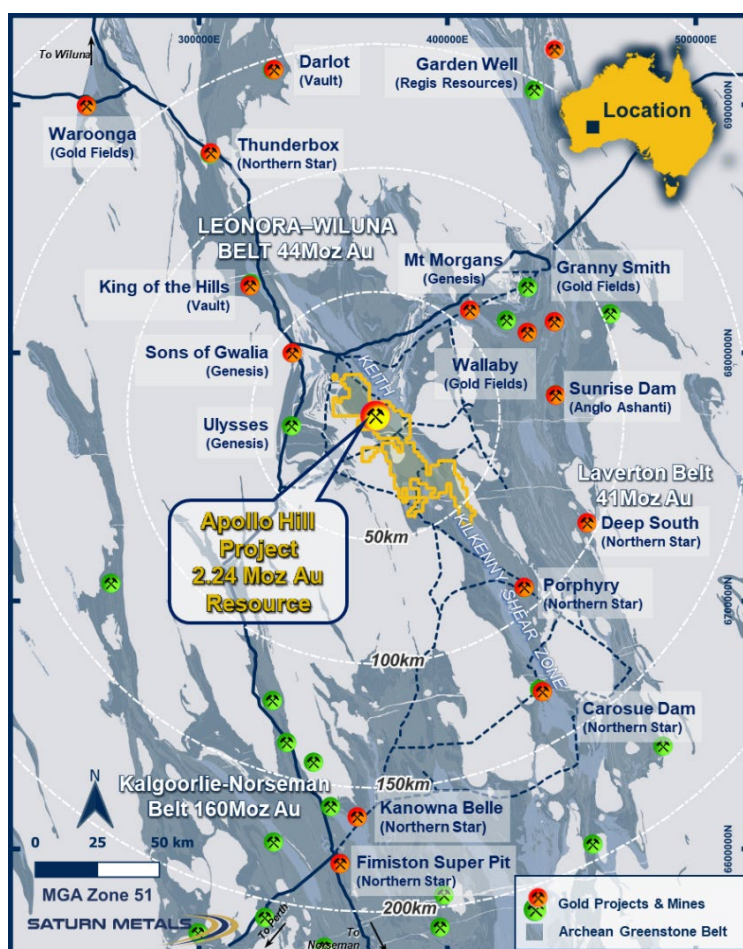 300000E
400000E
500000E
To Wiluna
Darlot
(Vault)
Garden Well
(Regis Resources)
Location
6900000N
Waroonga
(Gold Fields)
Thunderbox
(Northern Star)
LEONORA–WILUNA
BELT 44Moz Au
Mt Morgans
(Genesis)
Granny Smith
(Gold Fields)
King of the Hills
(Vault)
Sons of Gwalia
(Genesis)
KEITH
Wallaby
(Gold Fields)
6800000N
Sunrise Dam
(Anglo Ashanti)
Ulysses
(Genesis)
Laverton Belt
41Moz Au
Apollo Hill
Project
2.24 Moz Au
Resource
50km
KILKENNY SHEAR ZONE
Deep South
(Northern Star)
Porphyry
(Northern Star)
6700000N
100km
Carosue Dam
(Northern Star)
150km
Kalgoorlie-Norseman
Belt 160Moz Au
N
Kanowna Belle
(Northern Star)
0 25 50 km
6600000N
Fimiston Super Pit
(Northern Star)
MGA Zone 51
200km
SATURN METALS
To Perth
To
Norseman
Gold Projects & Mines
Archean Greenstone Belt